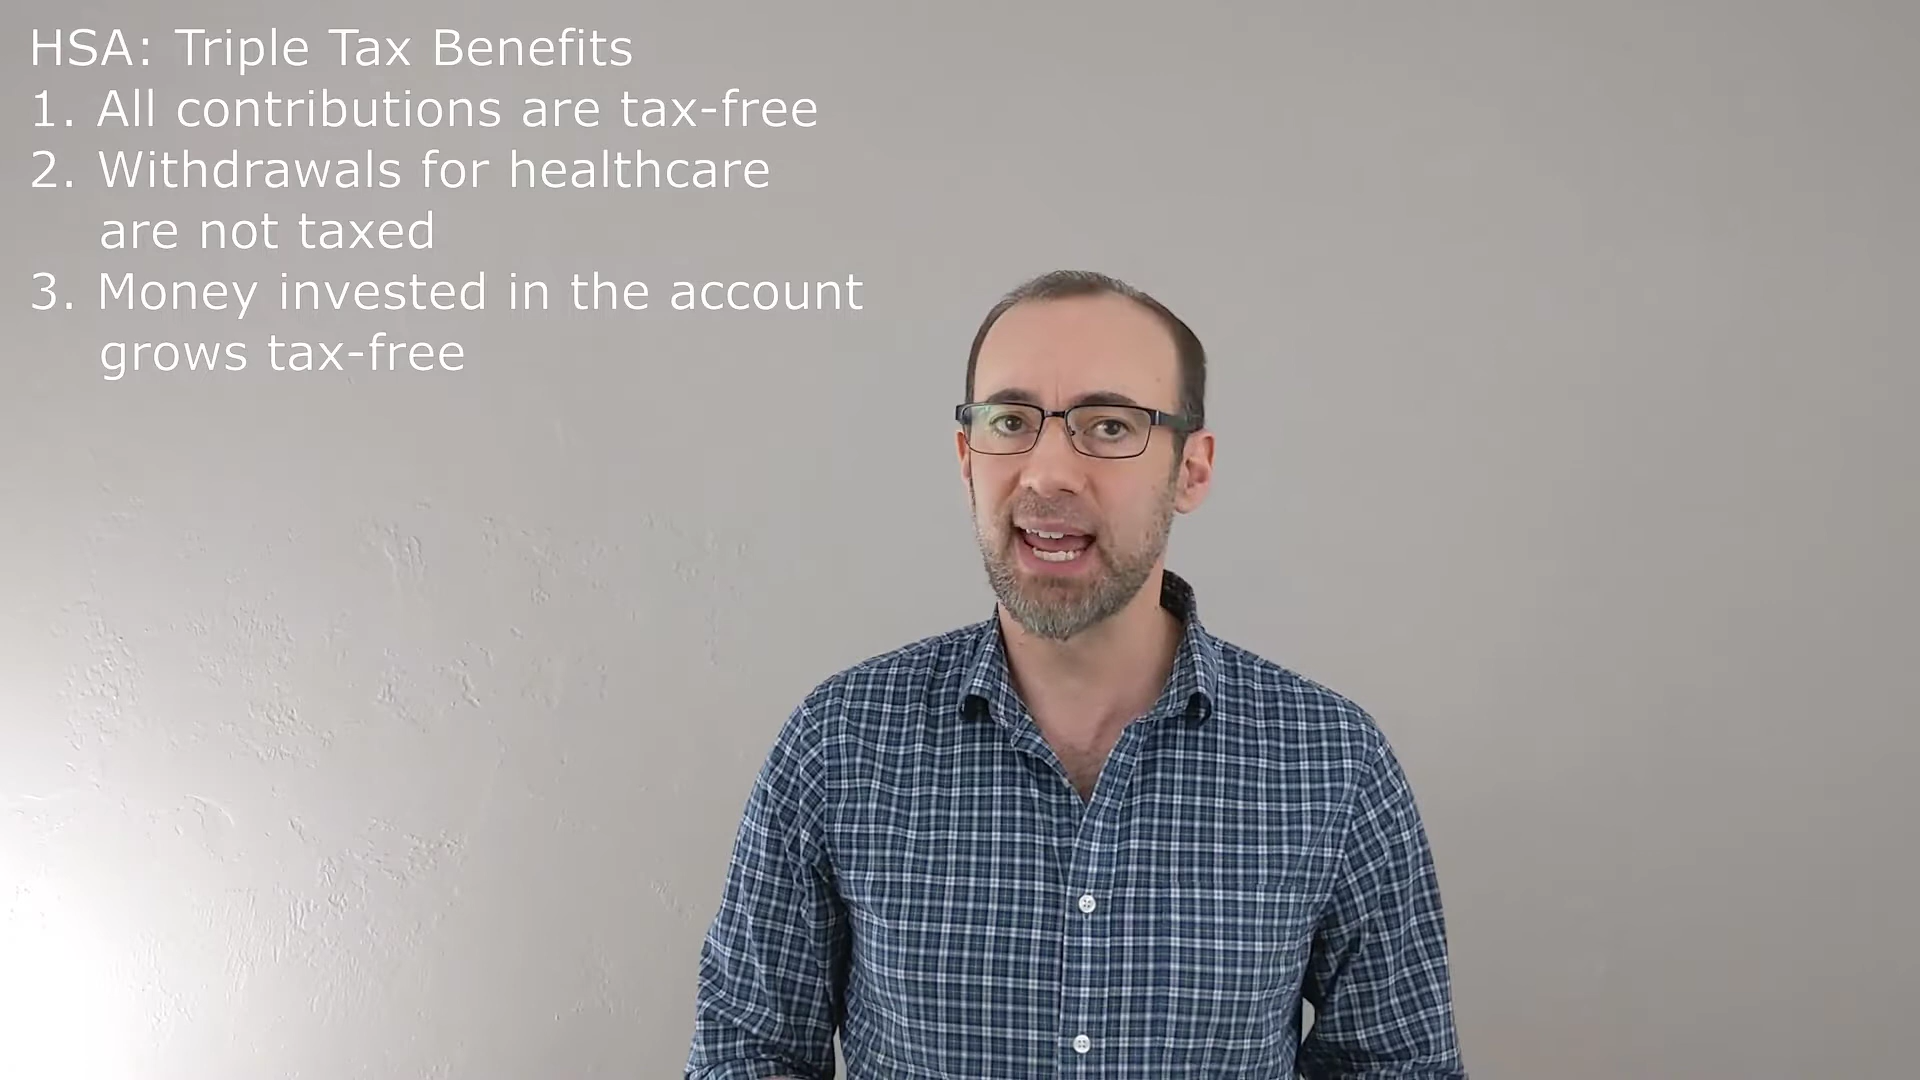 HSA: Triple Tax Benefits
1. All contributions are tax-free
2. Withdrawals for healthcare
are not taxed
3. Money invested in the account
grows tax-free